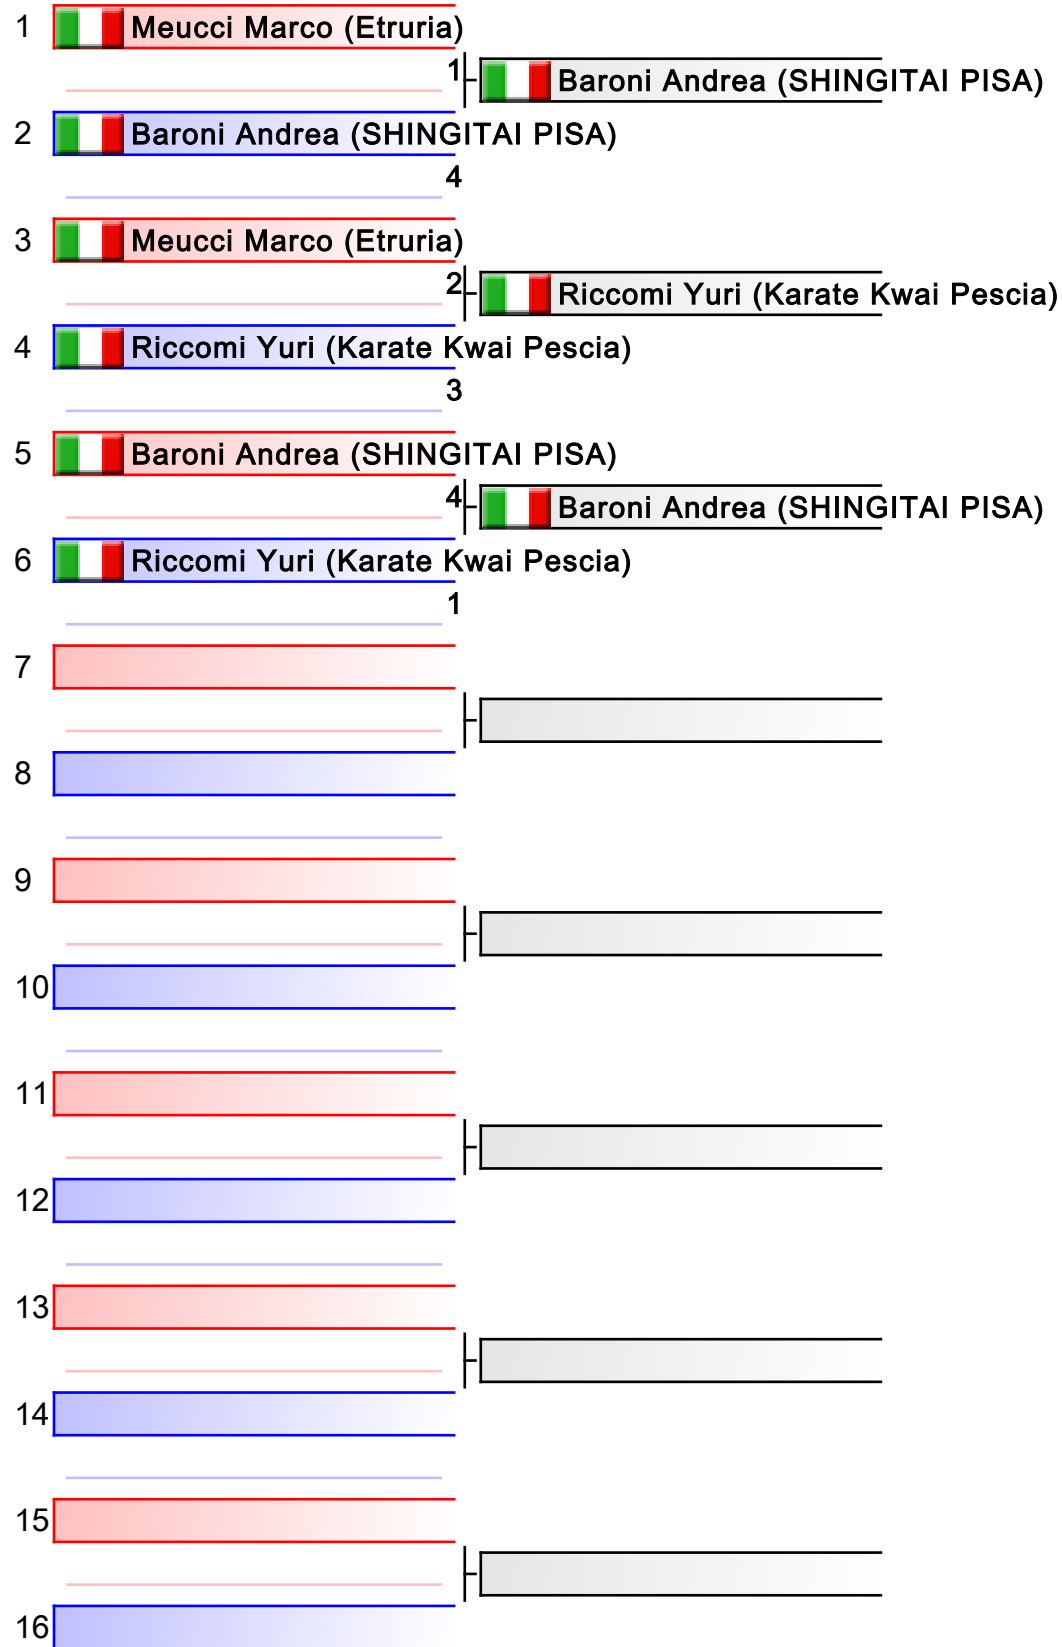 1 Meucci Marco (Etruria)
1 Baroni Andrea (SHINGITAI PISA)
2 Baroni Andrea (SHINGITAI PISA)
4
3 Meucci Marco (Etruria)
2 Riccomi Yuri (Karate Kwai Pescia)
4 Riccomi Yuri (Karate Kwai Pescia)
3
5 Baroni Andrea (SHINGITAI PISA)
4 Baroni Andrea (SHINGITAI PISA)
6 Riccomi Yuri (Karate Kwai Pescia)
1
7
8
9
10
11
12
13
14
15
16